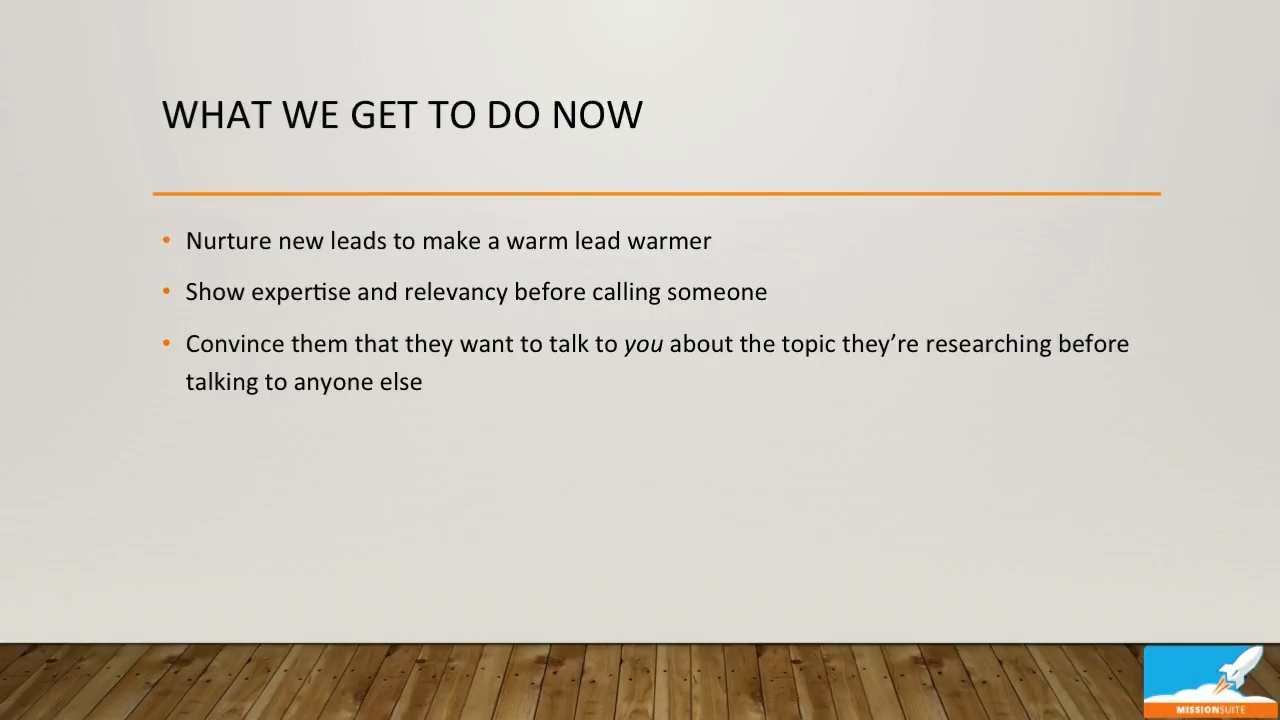 WHAT WE GET TO DO NOW
• Nurture new leads to make a warm lead warmer
• Show expertise and relevancy before calling someone
• Convince them that they want to talk to you about the topic they’re researching before
talking to anyone else
MISSIONSUITE